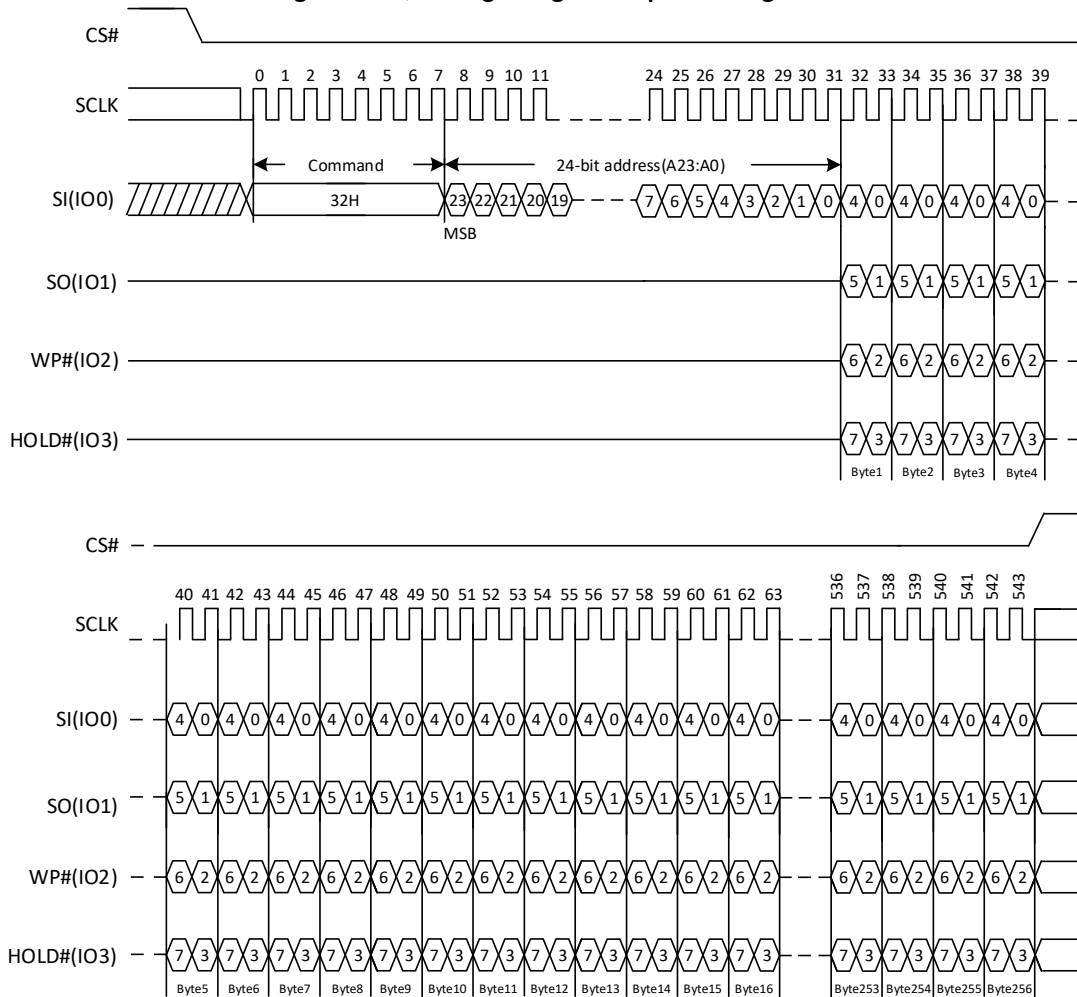 CS#
0 1 2 3 4 5 6 7 8 9 10 11 24 25 26 27 28 29 30 31 32 33 34 35 36 37 38 39
SCLK
Command 24-bit address(A23:A0)
SI(IO0) 32H 23 22 21 20 19 7 6 5 4 3 2 1 0 4 0 4 0 4 0 4 0
MSB
SO(IO1) 5 1 5 1 5 1 5 1
WP#(IO2) 6 2 6 2 6 2 6 2
HOLD#(IO3) 7 3 7 3 7 3 7 3
Byte1 Byte2 Byte3 Byte4
CS#
40 41 42 43 44 45 46 47 48 49 50 51 52 53 54 55 56 57 58 59 60 61 62 63 536 537 538 539 540 541 542 543
SCLK
SI(IO0) 4 0 4 0 4 0 4 0 4 0 4 0 4 0 4 0 4 0 4 0 4 0 4 0 4 0 4 0 4 0 4 0
SO(IO1) 5 1 5 1 5 1 5 1 5 1 5 1 5 1 5 1 5 1 5 1 5 1 5 1 5 1 5 1 5 1 5 1
WP#(IO2) 6 2 6 2 6 2 6 2 6 2 6 2 6 2 6 2 6 2 6 2 6 2 6 2 6 2 6 2 6 2 6 2
HOLD#(IO3) 7 3 7 3 7 3 7 3 7 3 7 3 7 3 7 3 7 3 7 3 7 3 7 3 7 3 7 3 7 3 7 3
Byte5 Byte6 Byte7 Byte8 Byte9 Byte10 Byte11 Byte12 Byte13 Byte14 Byte15 Byte16 Byte253 Byte254 Byte255 Byte256